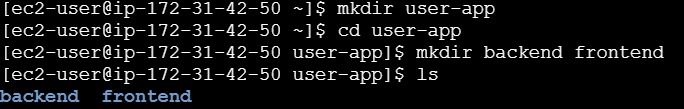 [ec2-user@ip-172-31-42-50 ~]$ mkdir user-app
[ec2-user@ip-172-31-42-50 ~]$ cd user-app
[ec2-user@ip-172-31-42-50 user-app]$ mkdir backend frontend
[ec2-user@ip-172-31-42-50 user-app]$ ls
backend  frontend